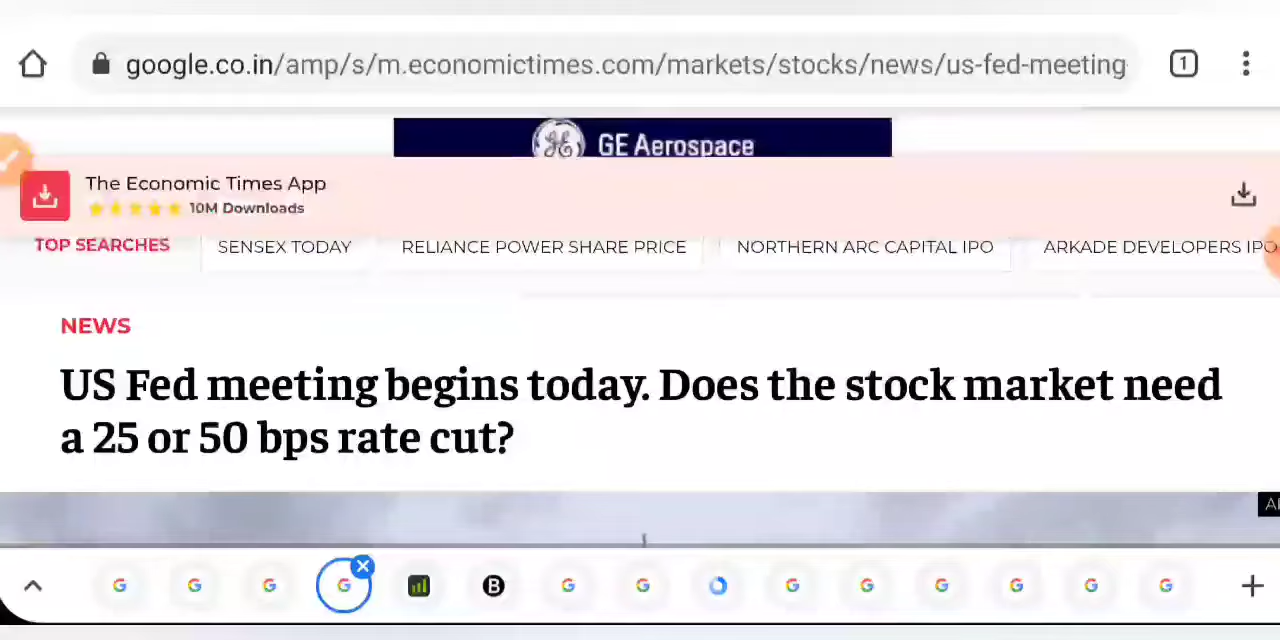 google.co.in/amp/s/m.economictimes.com/markets/stocks/news/us-fed-meeting
1
GE Aerospace
The Economic Times App
10M Downloads
TOP SEARCHES SENSEX TODAY RELIANCE POWER SHARE PRICE NORTHERN ARC CAPITAL IPO ARKADE DEVELOPERS IPO
NEWS
US Fed meeting begins today. Does the stock market need
a 25 or 50 bps rate cut?